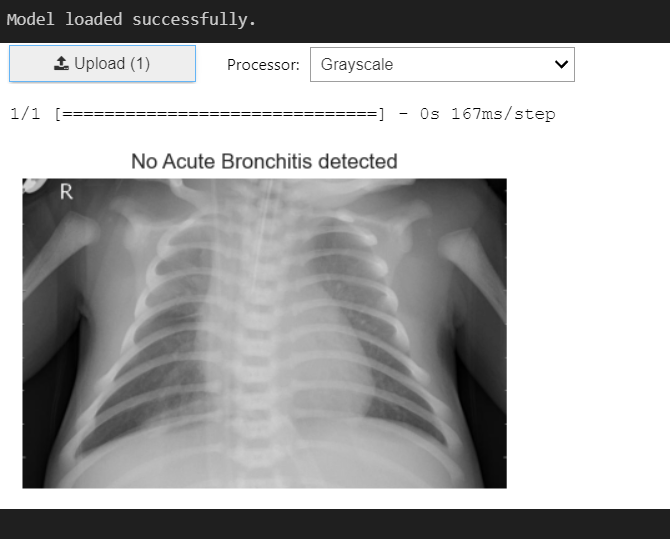 Model loaded successfully.
Upload (1)
Processor:
Grayscale
1/1 [==============================] - 0s 167ms/step
No Acute Bronchitis detected
R